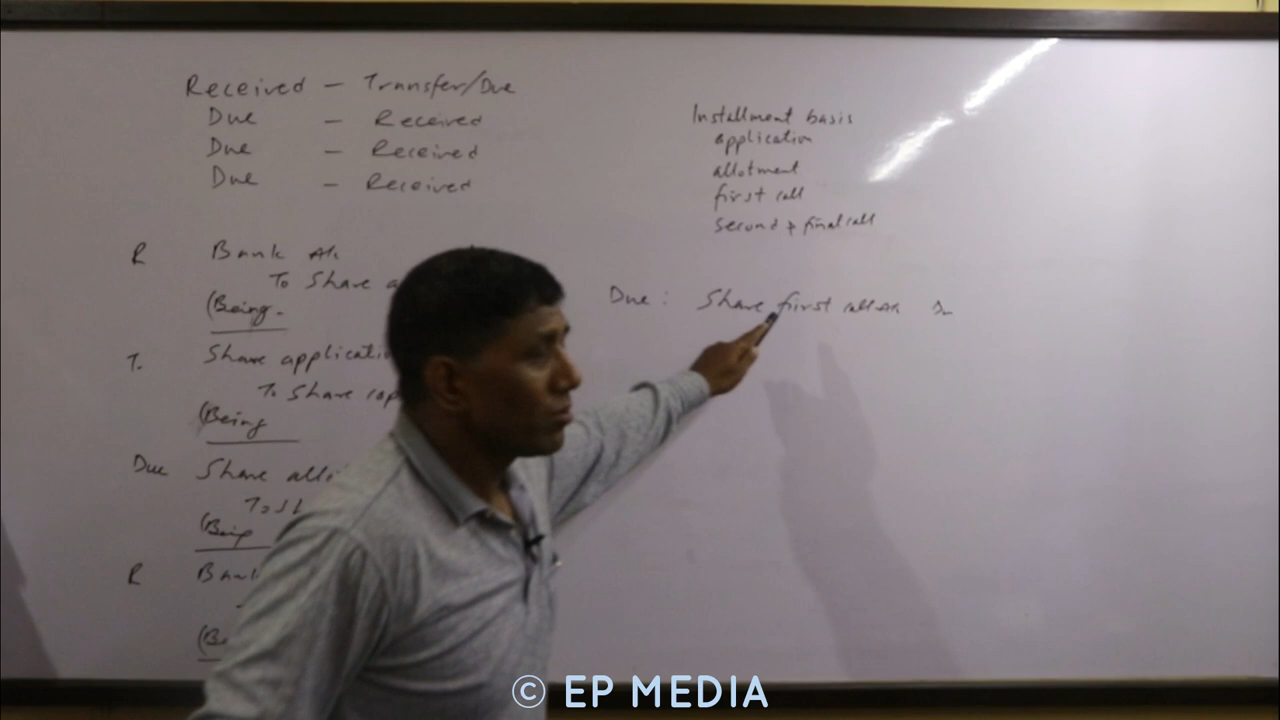 Received - Transfer/Due
Due - Received
Due - Received
Due - Received
R Bank A/c
To Share a
(Being -
T. Share applicati
To Share cap
(Being
Due Share allo
To Sh
(Being
R Bank
(Be
Installment basis
application
allotment
first call
second & final call
Due : Share first call A/c Dr
© EP MEDIA